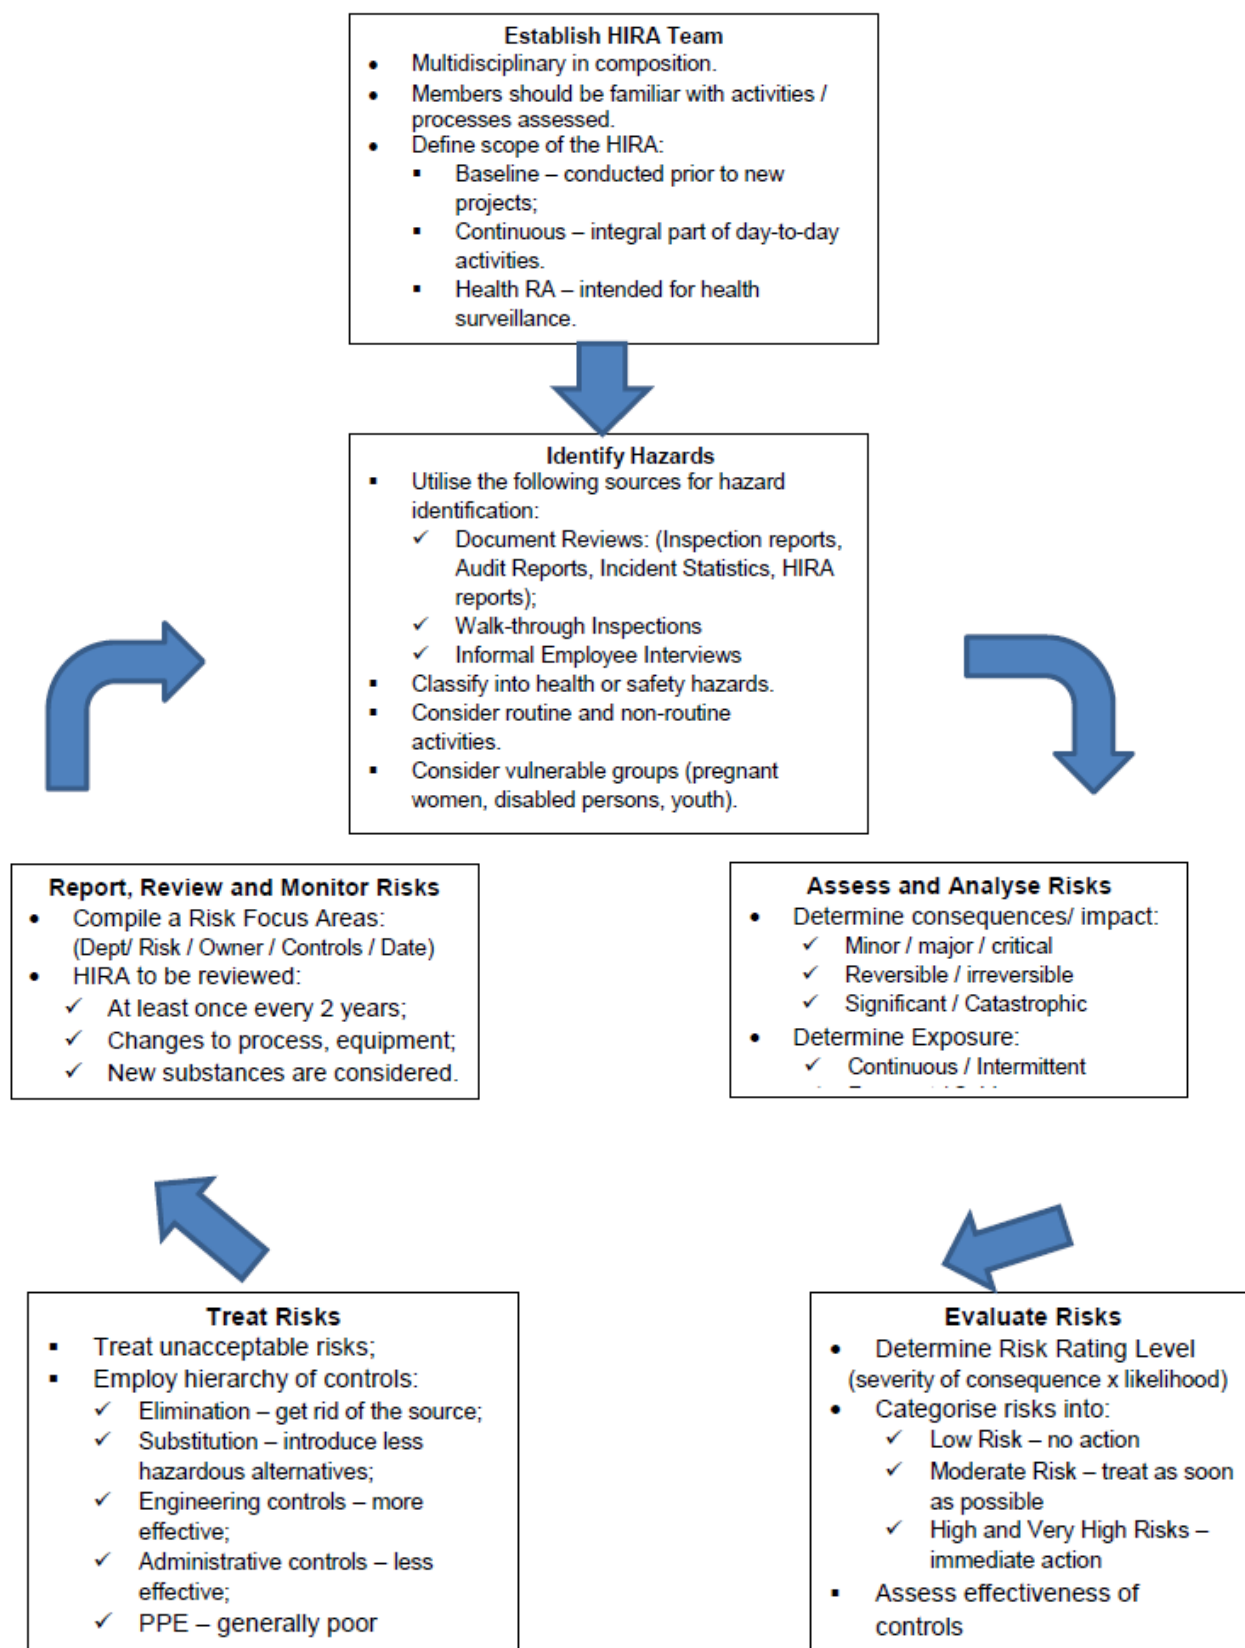 Establish HIRA Team
• Multidisciplinary in composition.
• Members should be familiar with activities /
processes assessed.
• Define scope of the HIRA:
▪ Baseline – conducted prior to new
projects;
▪ Continuous – integral part of day-to-day
activities.
▪ Health RA – intended for health
surveillance.
Identify Hazards
▪ Utilise the following sources for hazard
identification:
✓ Document Reviews: (Inspection reports,
Audit Reports, Incident Statistics, HIRA
reports);
✓ Walk-through Inspections
✓ Informal Employee Interviews
▪ Classify into health or safety hazards.
▪ Consider routine and non-routine
activities.
▪ Consider vulnerable groups (pregnant
women, disabled persons, youth).
Assess and Analyse Risks
• Determine consequences/ impact:
✓ Minor / major / critical
✓ Reversible / irreversible
✓ Significant / Catastrophic
• Determine Exposure:
✓ Continuous / Intermittent
Evaluate Risks
• Determine Risk Rating Level
(severity of consequence x likelihood)
• Categorise risks into:
✓ Low Risk – no action
✓ Moderate Risk – treat as soon
as possible
✓ High and Very High Risks –
immediate action
▪ Assess effectiveness of
controls
Treat Risks
▪ Treat unacceptable risks;
▪ Employ hierarchy of controls:
✓ Elimination – get rid of the source;
✓ Substitution – introduce less
hazardous alternatives;
✓ Engineering controls – more
effective;
✓ Administrative controls – less
effective;
✓ PPE – generally poor
Report, Review and Monitor Risks
• Compile a Risk Focus Areas:
(Dept/ Risk / Owner / Controls / Date)
• HIRA to be reviewed:
✓ At least once every 2 years;
✓ Changes to process, equipment;
✓ New substances are considered.